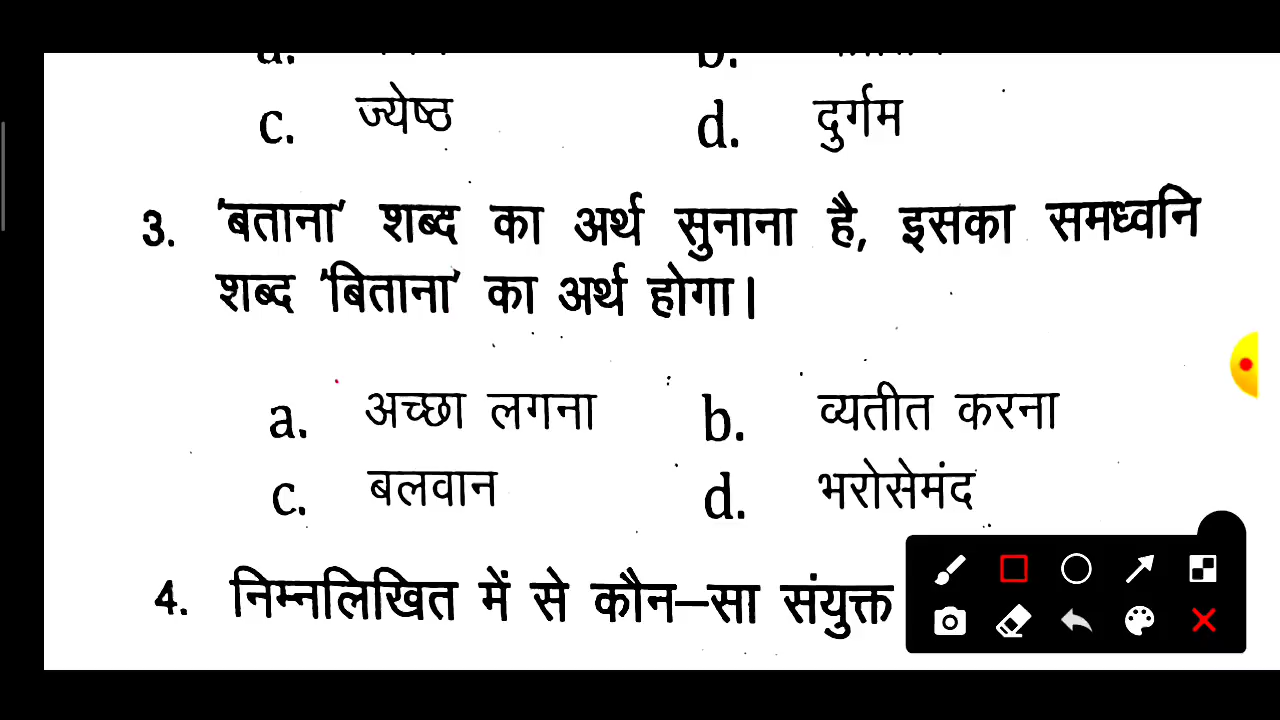 a. b.
c. ज्येष्ठ d. दुर्गम
3. 'बताना' शब्द का अर्थ सुनाना है, इसका समध्वनि
शब्द 'बिताना' का अर्थ होगा।
a. अच्छा लगना b. व्यतीत करना
c. बलवान d. भरोसेमंद
4. निम्नलिखित में से कौन–सा संयुक्त